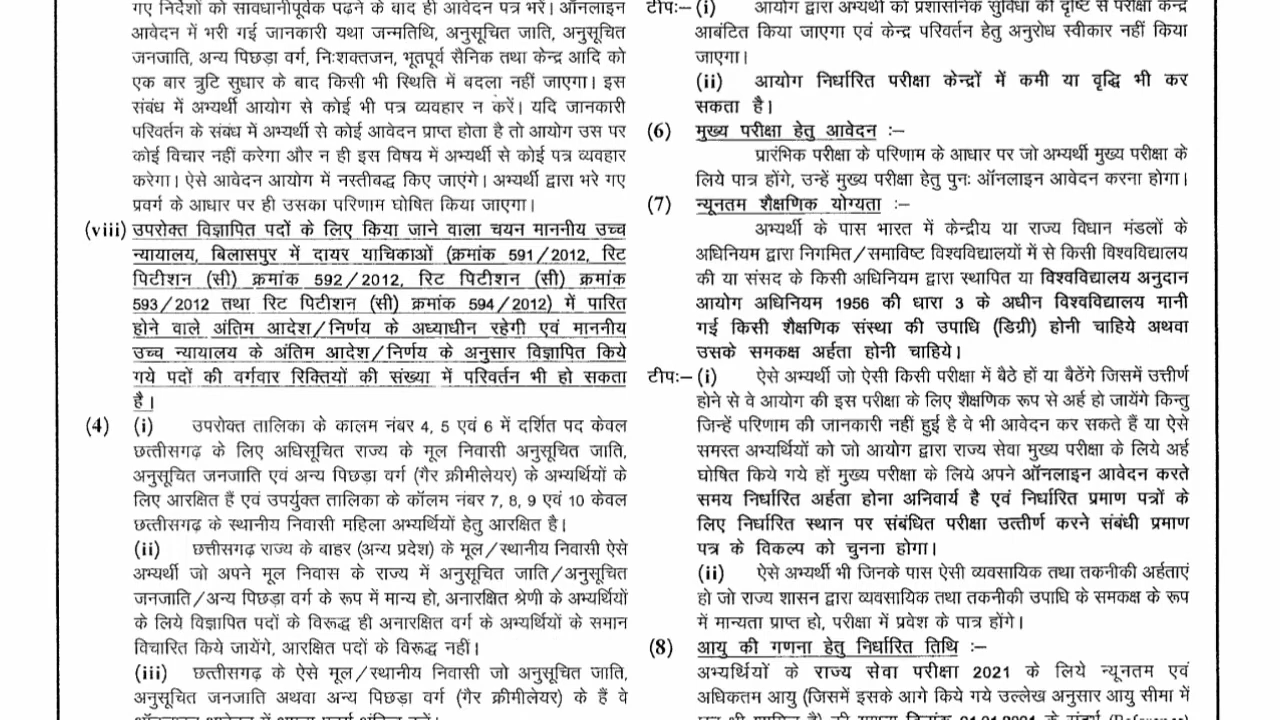 गए निर्देशों को सावधानीपूर्वक पढ़ने के बाद ही आवेदन पत्र भरें। ऑनलाइन
आवेदन में भरी गई जानकारी यथा जन्मतिथि, अनुसूचित जाति, अनुसूचित
जनजाति, अन्य पिछड़ा वर्ग, निःशक्तजन, भूतपूर्व सैनिक तथा केन्द्र आदि को
एक बार त्रुटि सुधार के बाद किसी भी स्थिति में बदला नहीं जाएगा। इस
संबंध में अभ्यर्थी आयोग से कोई भी पत्र व्यवहार न करें। यदि जानकारी
परिवर्तन के संबंध में अभ्यर्थी से कोई आवेदन प्राप्त होता है तो आयोग उस पर
कोई विचार नहीं करेगा और न ही इस विषय में अभ्यर्थी से कोई पत्र व्यवहार
करेगा। ऐसे आवेदन आयोग में नस्तीबद्ध किए जाएंगे। अभ्यर्थी द्वारा भरे गए
प्रवर्ग के आधार पर ही उसका परिणाम घोषित किया जाएगा।
(viii) उपरोक्त विज्ञापित पदों के लिए किया जाने वाला चयन माननीय उच्च
न्यायालय, बिलासपुर में दायर याचिकाओं (क्रमांक 591/2012, रिट
पिटीशन (सी) क्रमांक 592/2012, रिट पिटीशन (सी) क्रमांक
593/2012 तथा रिट पिटीशन (सी) क्रमांक 594/2012) में पारित
होने वाले अंतिम आदेश/निर्णय के अध्याधीन रहेगी एवं माननीय
उच्च न्यायालय के अंतिम आदेश/निर्णय के अनुसार विज्ञापित किये
गये पदों की वर्गवार रिक्तियों की संख्या में परिवर्तन भी हो सकता
है।
(4) (i) उपरोक्त तालिका के कालम नंबर 4, 5 एवं 6 में दर्शित पद केवल
छत्तीसगढ़ के लिए अधिसूचित राज्य के मूल निवासी अनुसूचित जाति,
अनुसूचित जनजाति एवं अन्य पिछड़ा वर्ग (गैर क्रीमीलेयर) के अभ्यर्थियों के
लिए आरक्षित हैं एवं उपर्युक्त तालिका के कॉलम नंबर 7, 8, 9 एवं 10 केवल
छत्तीसगढ़ के स्थानीय निवासी महिला अभ्यर्थियों हेतु आरक्षित है।
(ii) छत्तीसगढ़ राज्य के बाहर (अन्य प्रदेश) के मूल/स्थानीय निवासी ऐसे
अभ्यर्थी जो अपने मूल निवास के राज्य में अनुसूचित जाति/अनुसूचित
जनजाति/अन्य पिछड़ा वर्ग के रूप में मान्य हो, अनारक्षित श्रेणी के अभ्यर्थियों
के लिये विज्ञापित पदों के विरूद्ध ही अनारक्षित वर्ग के अभ्यर्थियों के समान
विचारित किये जायेंगे, आरक्षित पदों के विरूद्ध नहीं।
(iii) छत्तीसगढ़ के ऐसे मूल/स्थानीय निवासी जो अनुसूचित जाति,
अनुसूचित जनजाति अथवा अन्य पिछड़ा वर्ग (गैर क्रीमीलेयर) के हैं वे
टीपः– (i) आयोग द्वारा अभ्यर्थी को प्रशासनिक सुविधा की दृष्टि से परीक्षा केन्द्र
आबंटित किया जाएगा एवं केन्द्र परिवर्तन हेतु अनुरोध स्वीकार नहीं किया
जाएगा।
(ii) आयोग निर्धारित परीक्षा केन्द्रों में कमी या वृद्धि भी कर
सकता है।
(6) मुख्य परीक्षा हेतु आवेदन :–
प्रारंभिक परीक्षा के परिणाम के आधार पर जो अभ्यर्थी मुख्य परीक्षा के
लिये पात्र होंगे, उन्हें मुख्य परीक्षा हेतु पुनः ऑनलाइन आवेदन करना होगा।
(7) न्यूनतम शैक्षणिक योग्यता :–
अभ्यर्थी के पास भारत में केन्द्रीय या राज्य विधान मंडलों के
अधिनियम द्वारा निगमित/समाविष्ट विश्वविद्यालयों में से किसी विश्वविद्यालय
की या संसद के किसी अधिनियम द्वारा स्थापित या विश्वविद्यालय अनुदान
आयोग अधिनियम 1956 की धारा 3 के अधीन विश्वविद्यालय मानी
गई किसी शैक्षणिक संस्था की उपाधि (डिग्री) होनी चाहिये अथवा
उसके समकक्ष अर्हता होनी चाहिये।
टीपः– (i) ऐसे अभ्यर्थी जो ऐसी किसी परीक्षा में बैठे हों या बैठेंगे जिसमें उत्तीर्ण
होने से वे आयोग की इस परीक्षा के लिए शैक्षणिक रूप से अर्ह हो जायेंगे किन्तु
जिन्हें परिणाम की जानकारी नहीं हुई है वे भी आवेदन कर सकते हैं या ऐसे
समस्त अभ्यर्थियों को जो आयोग द्वारा राज्य सेवा मुख्य परीक्षा के लिये अर्ह
घोषित किये गये हों मुख्य परीक्षा के लिये अपने ऑनलाइन आवेदन करते
समय निर्धारित अर्हता होना अनिवार्य है एवं निर्धारित प्रमाण पत्रों के
लिए निर्धारित स्थान पर संबंधित परीक्षा उत्तीर्ण करने संबंधी प्रमाण
पत्र के विकल्प को चुनना होगा।
(ii) ऐसे अभ्यर्थी भी जिनके पास ऐसी व्यवसायिक तथा तकनीकी अर्हताएं
हो जो राज्य शासन द्वारा व्यवसायिक तथा तकनीकी उपाधि के समकक्ष के रूप
में मान्यता प्राप्त हो, परीक्षा में प्रवेश के पात्र होंगे।
(8) आयु की गणना हेतु निर्धारित तिथि :–
अभ्यर्थियों के राज्य सेवा परीक्षा 2021 के लिये न्यूनतम एवं
अधिकतम आयु (जिसमें इसके आगे किये गये उल्लेख अनुसार आयु सीमा में